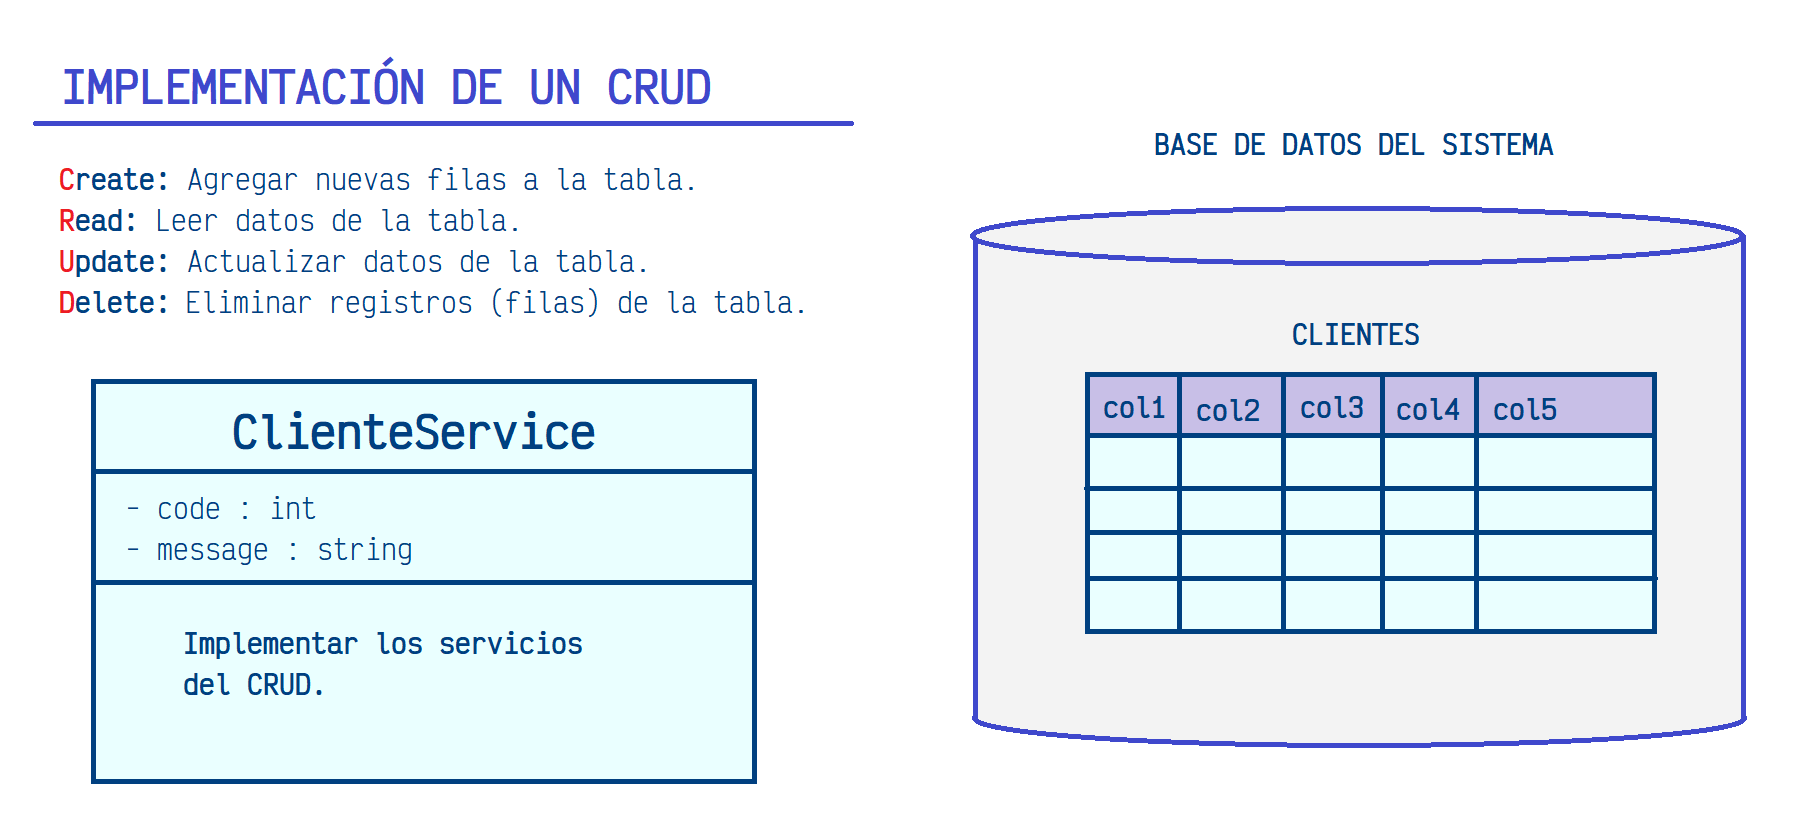 IMPLEMENTACIÓN DE UN CRUD
Create: Agregar nuevas filas a la tabla.
Read: Leer datos de la tabla.
Update: Actualizar datos de la tabla.
Delete: Eliminar registros (filas) de la tabla.
ClienteService
- code : int
- message : string
Implementar los servicios
del CRUD.
BASE DE DATOS DEL SISTEMA
CLIENTES
col1 col2 col3 col4 col5